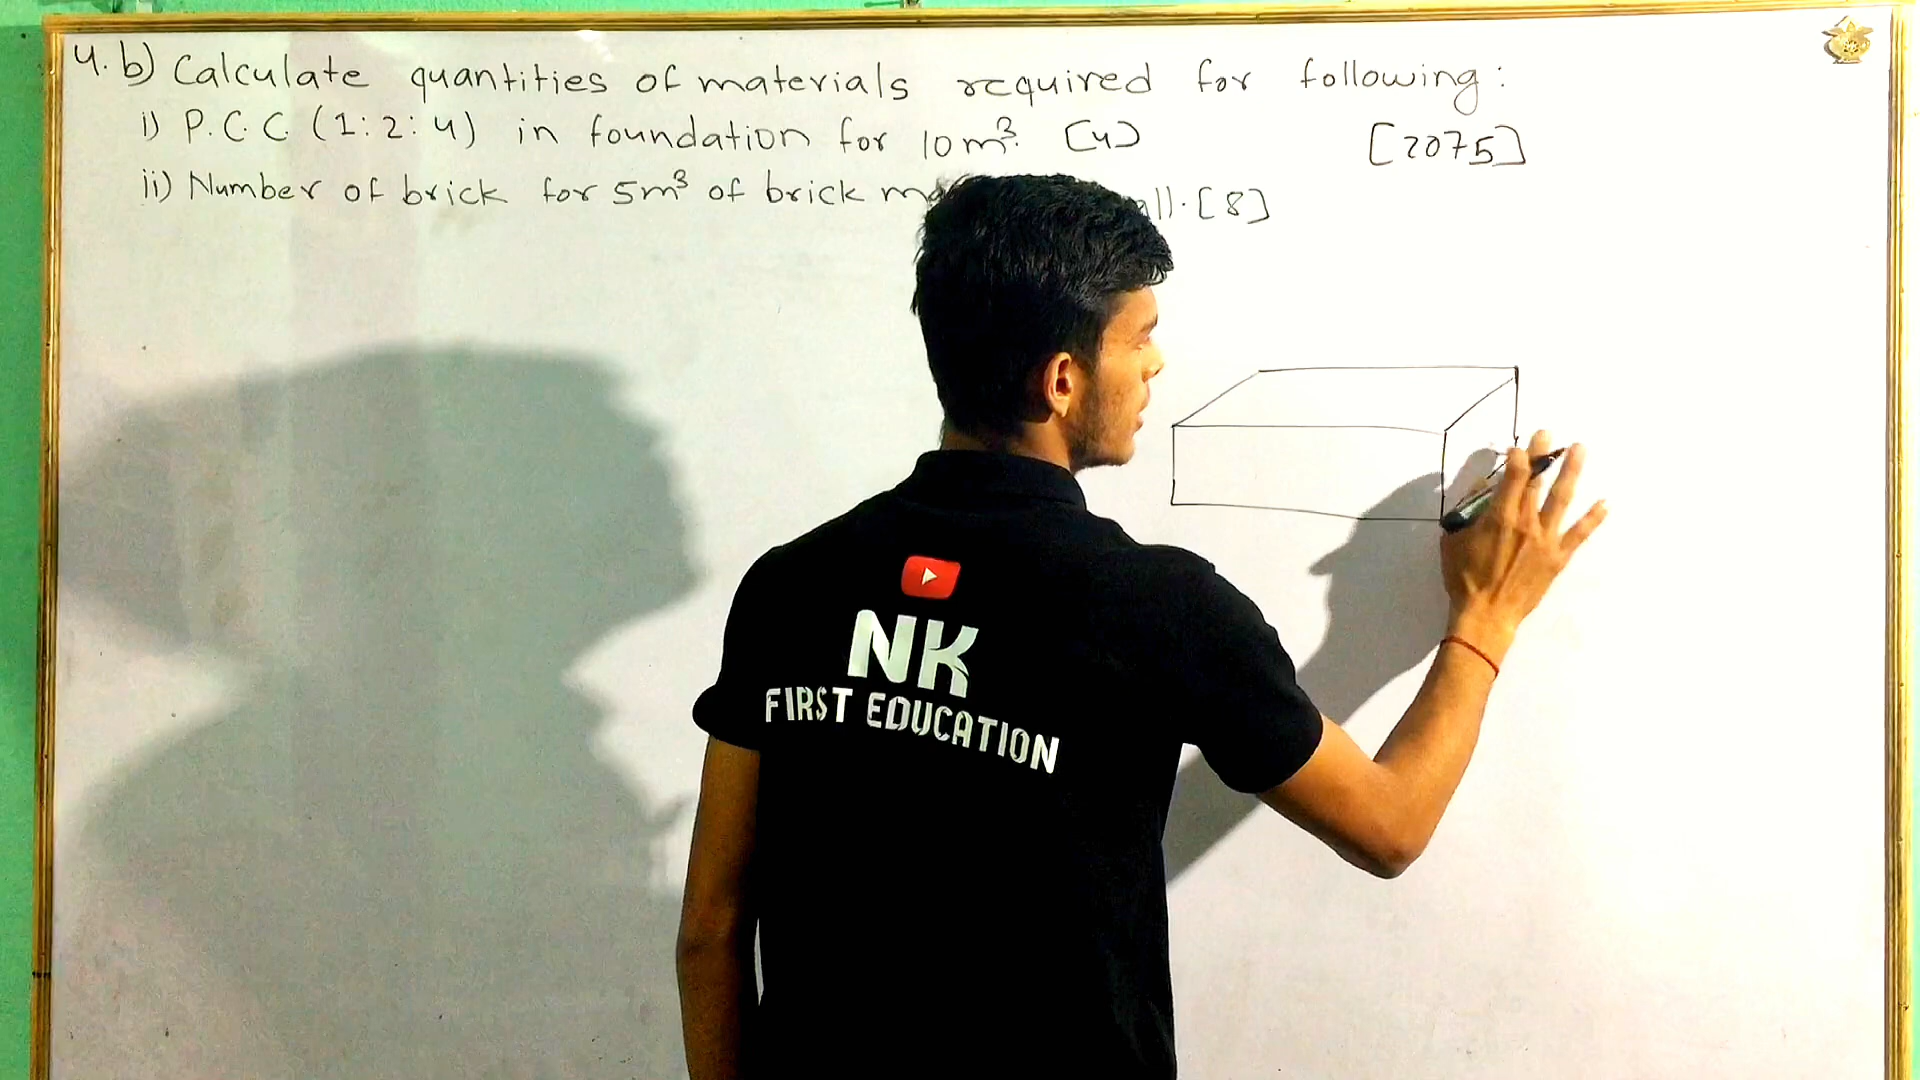 4. b) Calculate quantities of materials required for following:
i) P.C.C. (1:2:4) in foundation for 10m³. [4] [2075]
ii) Number of brick for 5m³ of brick [8]
NK
FIRST EDUCATION